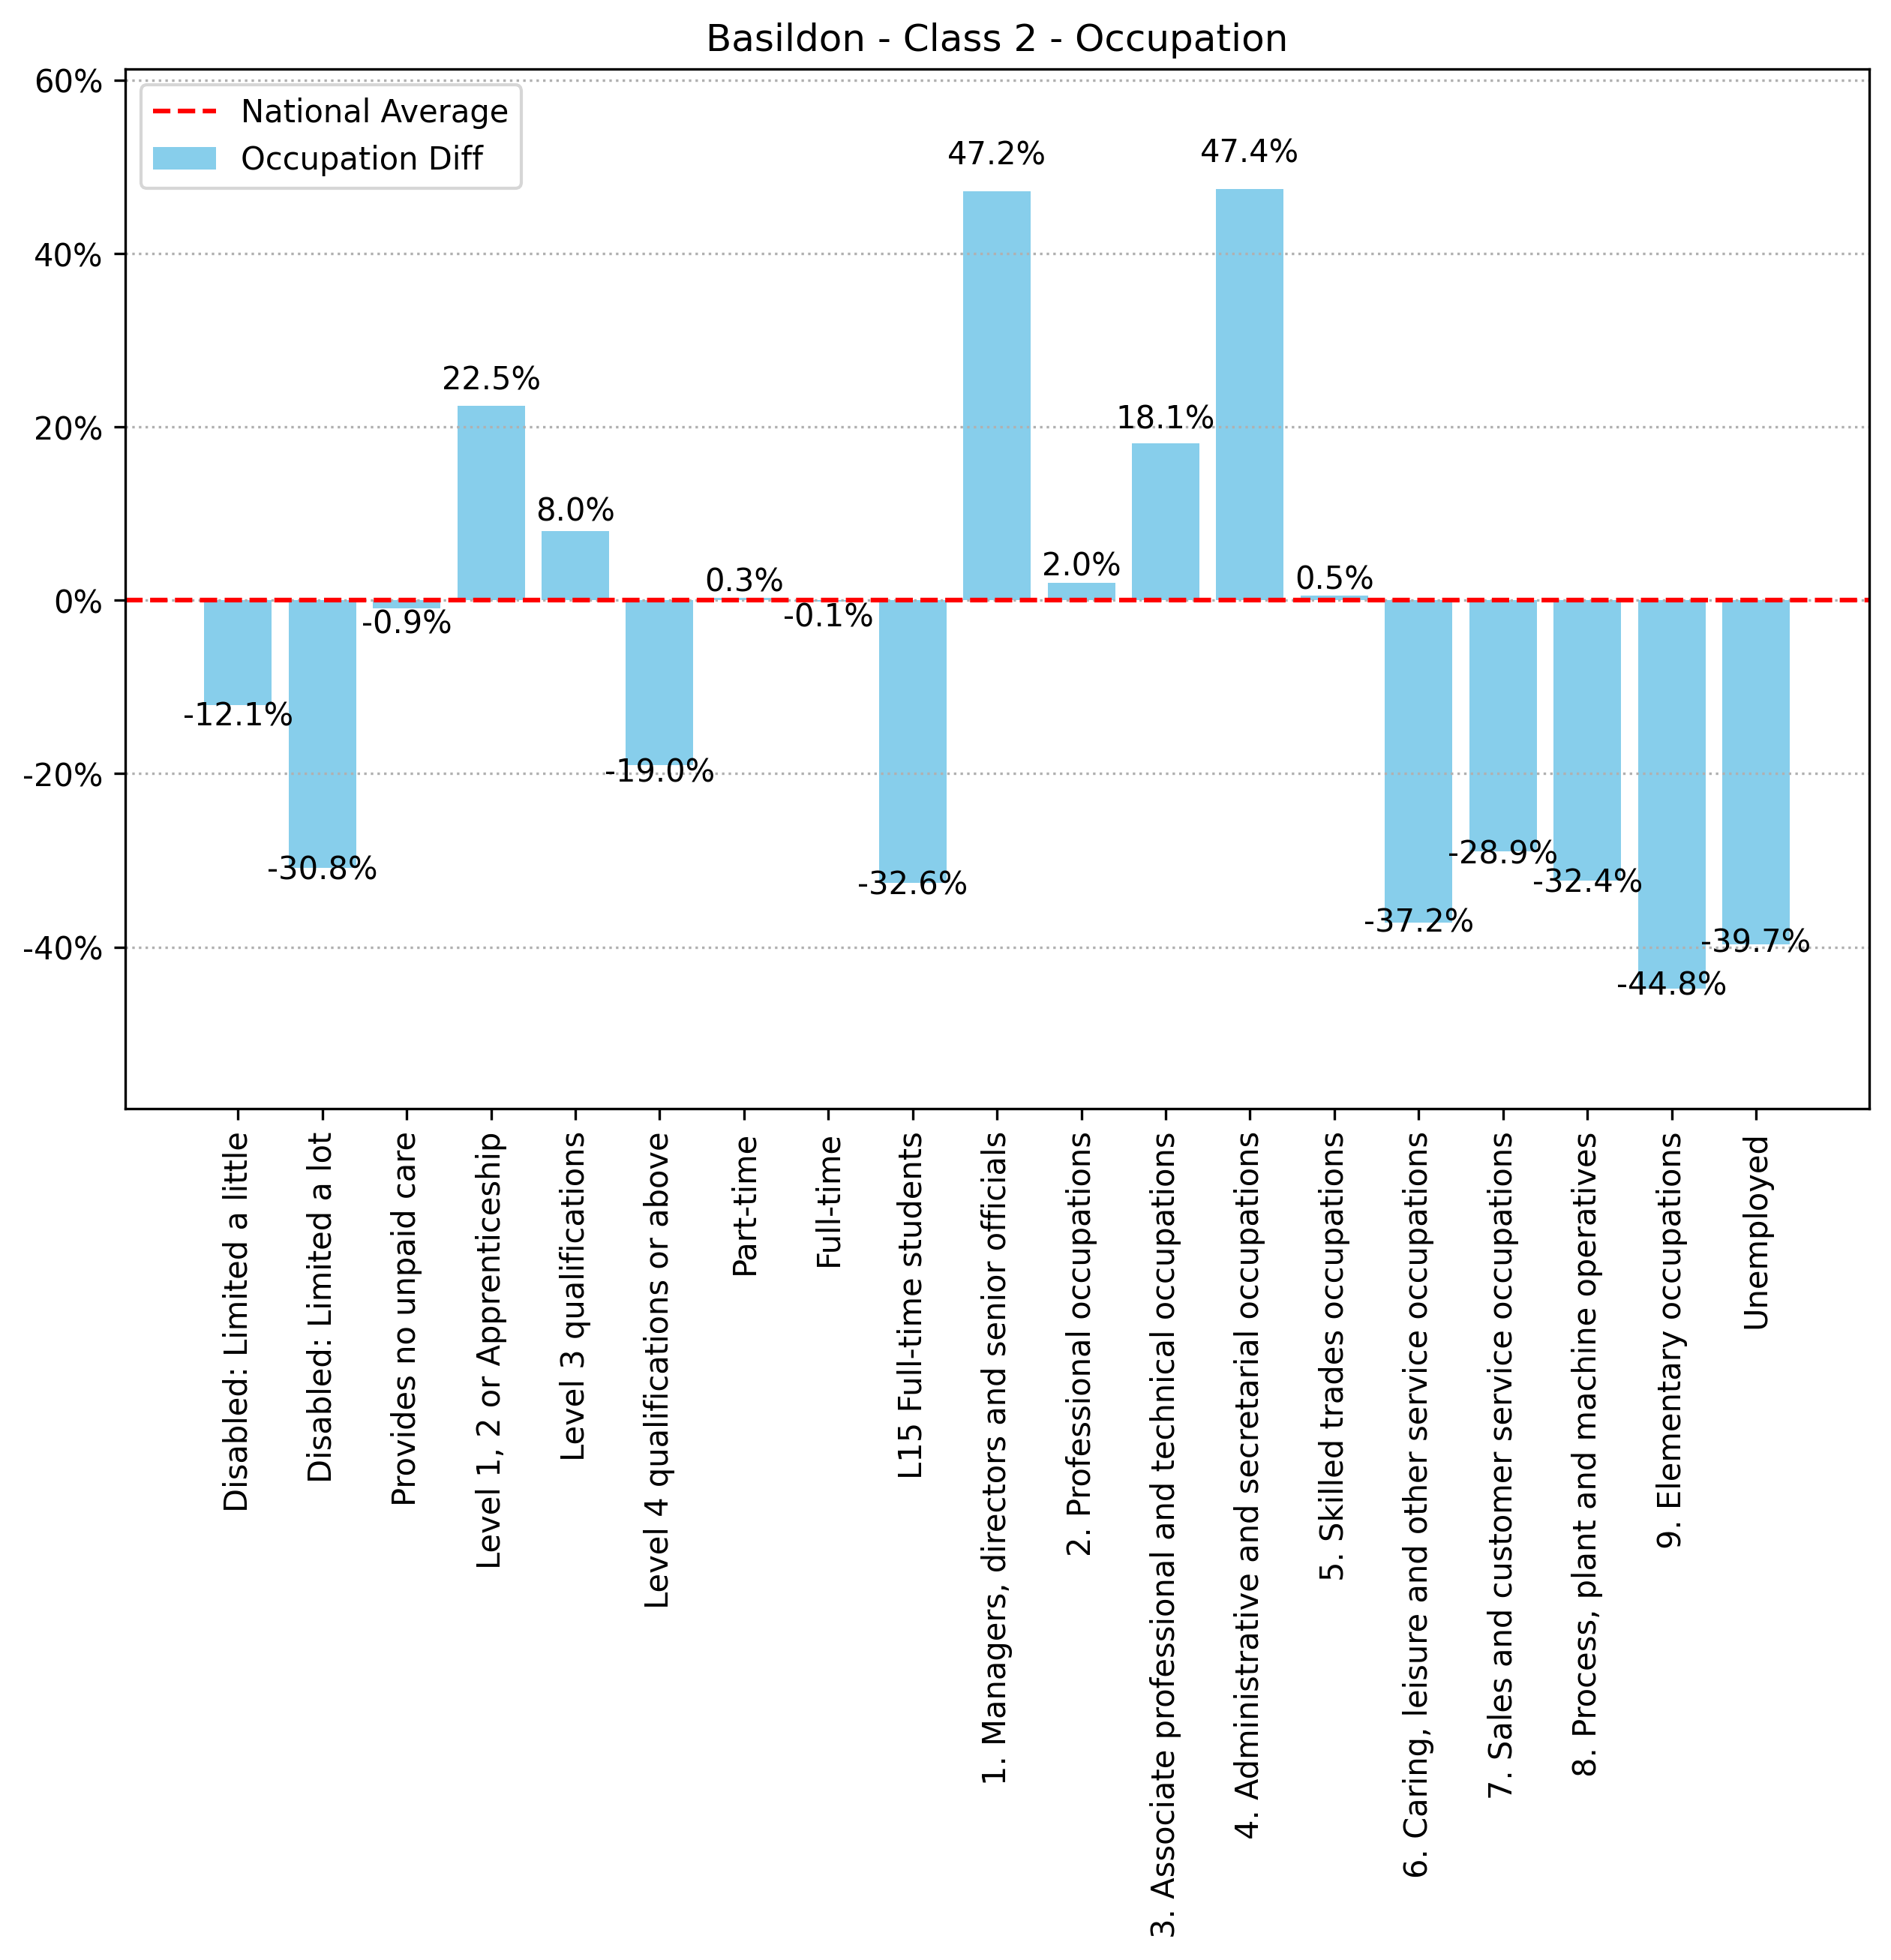 Basildon - Class 2 - Occupation
National Average
Occupation Diff
60%
40%
20%
0%
-20%
-40%
-12.1%
-30.8%
-0.9%
22.5%
8.0%
-19.0%
0.3%
-0.1%
-32.6%
47.2%
2.0%
18.1%
47.4%
0.5%
-37.2%
-28.9%
-32.4%
-44.8%
-39.7%
Disabled: Limited a little
Disabled: Limited a lot
Provides no unpaid care
Level 1, 2 or Apprenticeship
Level 3 qualifications
Level 4 qualifications or above
Part-time
Full-time
L15 Full-time students
1. Managers, directors and senior officials
2. Professional occupations
3. Associate professional and technical occupations
4. Administrative and secretarial occupations
5. Skilled trades occupations
6. Caring, leisure and other service occupations
7. Sales and customer service occupations
8. Process, plant and machine operatives
9. Elementary occupations
Unemployed